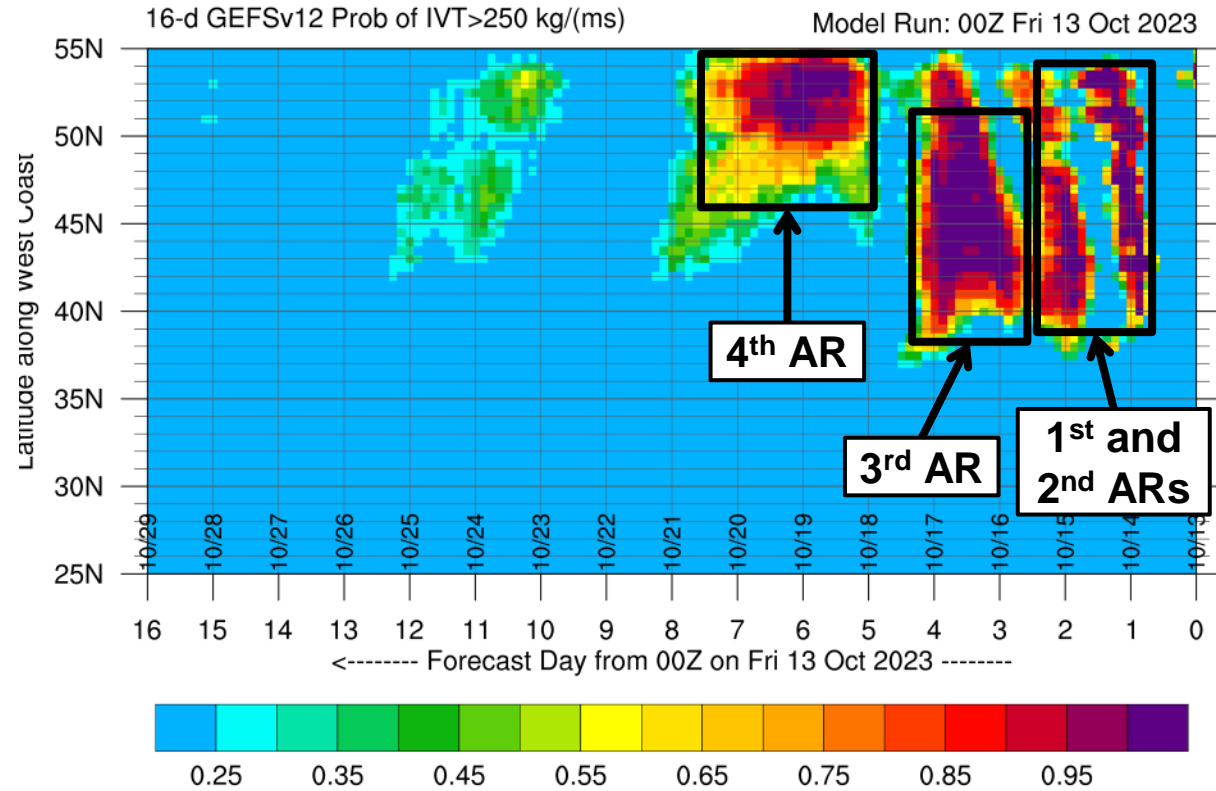 16-d GEFSv12 Prob of IVT>250 kg/(ms) Model Run: 00Z Fri 13 Oct 2023
Latitude along West Coast
55N
50N
45N
40N
35N
30N
25N
4th AR
3rd AR
1st and
2nd ARs
10/29 10/28 10/27 10/26 10/25 10/24 10/23 10/22 10/21 10/20 10/19 10/18 10/17 10/16 10/15 10/14 10/13
16 15 14 13 12 11 10 9 8 7 6 5 4 3 2 1 0
<-------- Forecast Day from 00Z on Fri 13 Oct 2023 --------
0.25 0.35 0.45 0.55 0.65 0.75 0.85 0.95